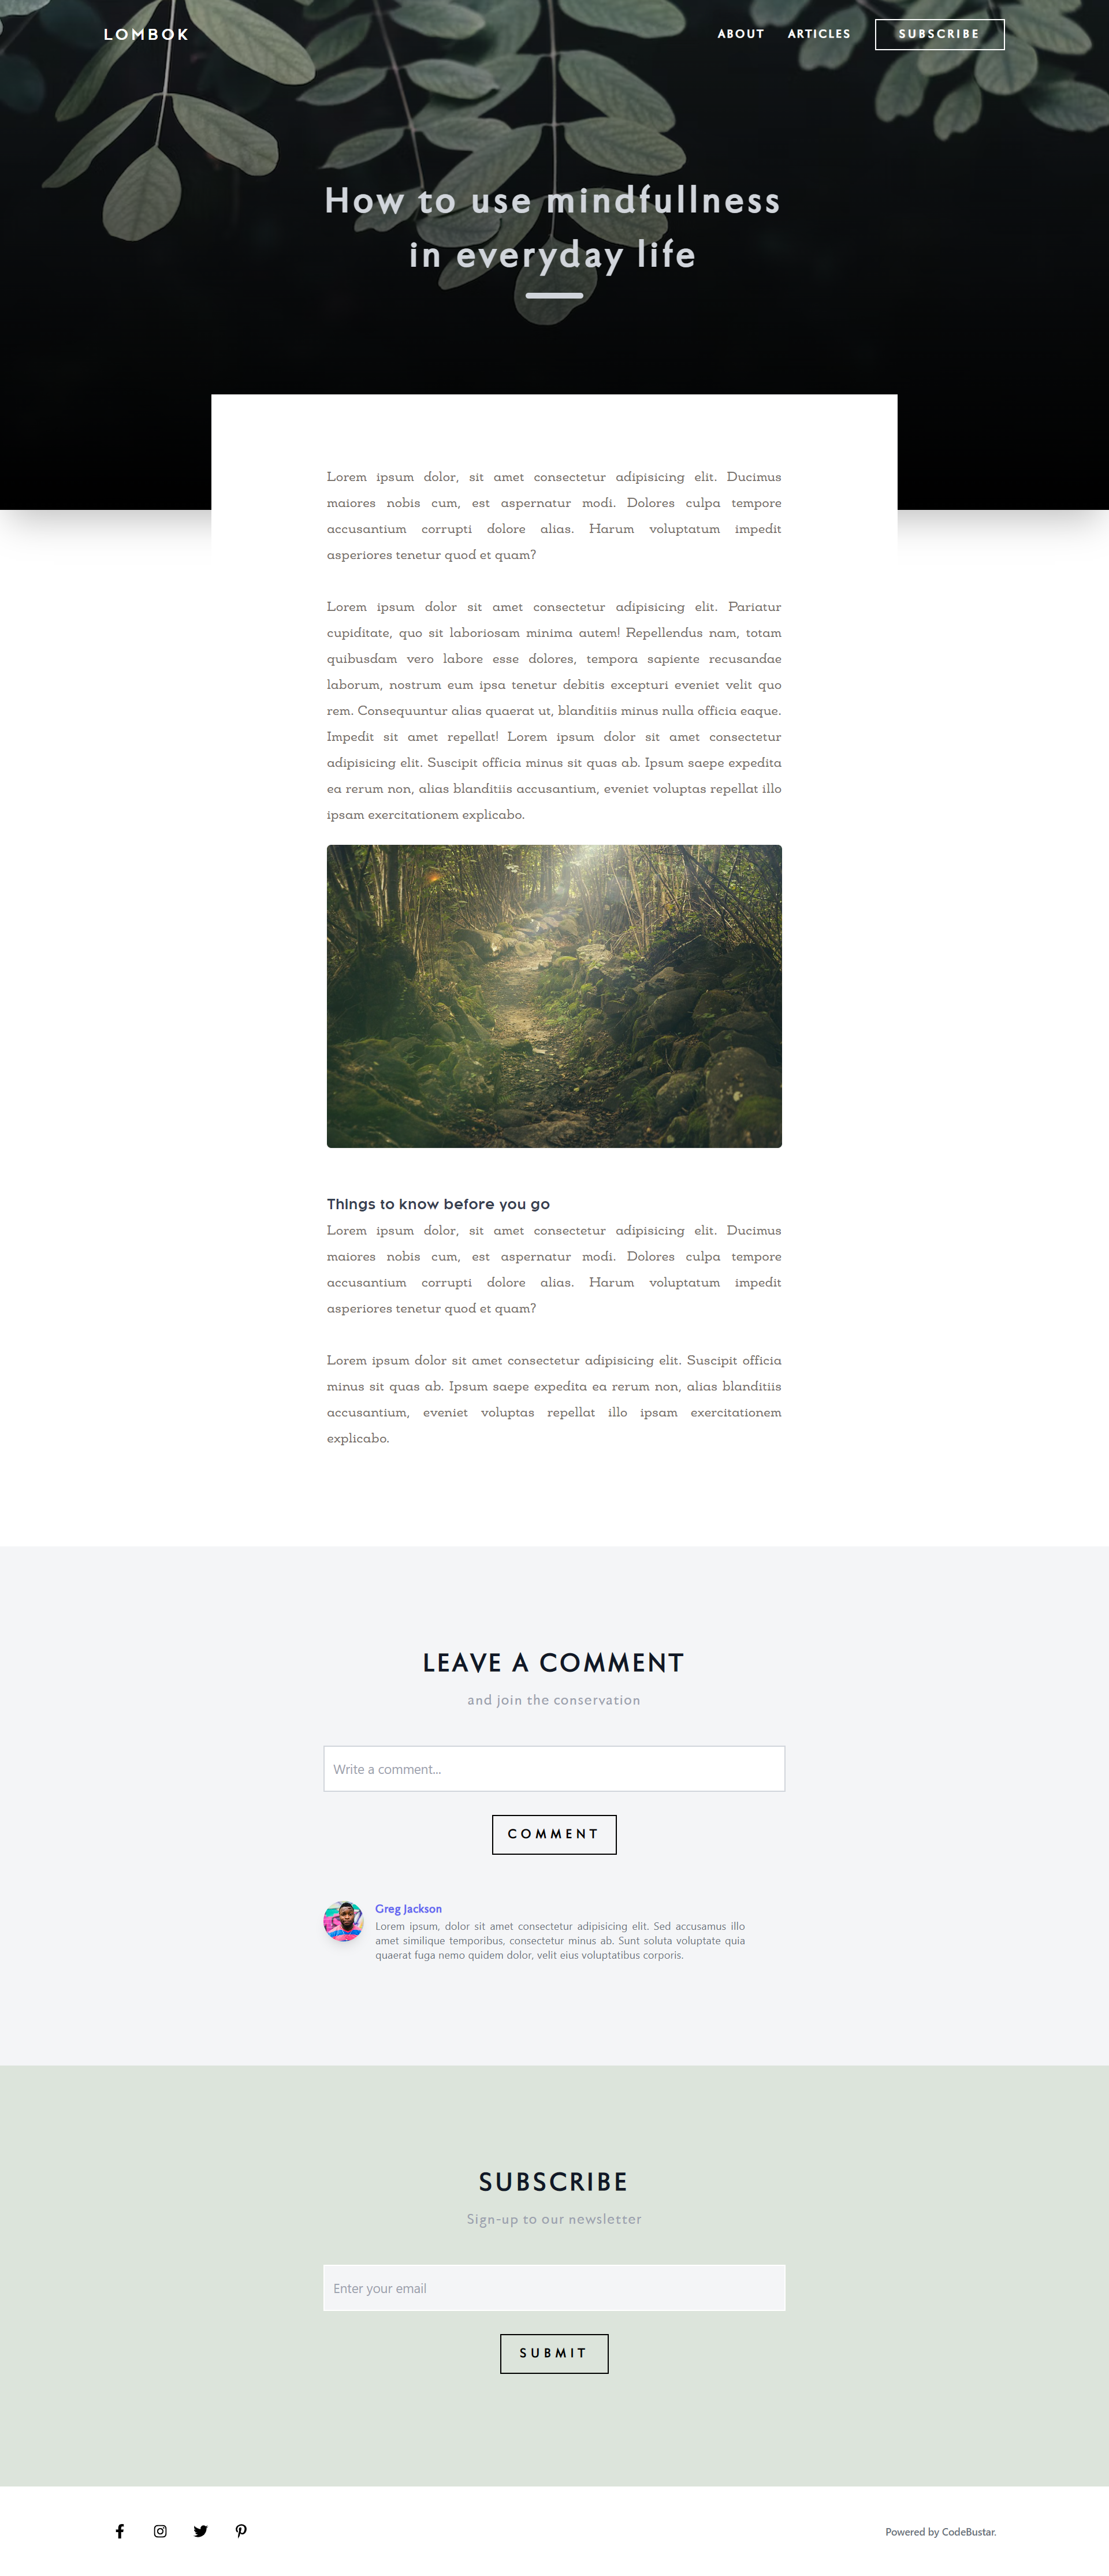 LOMBOK
ABOUT ARTICLES SUBSCRIBE
How to use mindfullness
in everyday life
Lorem ipsum dolor, sit amet consectetur adipisicing elit. Ducimus
maiores nobis cum, est aspernatur modi. Dolores culpa tempore
accusantium corrupti dolore alias. Harum voluptatum impedit
asperiores tenetur quod et quam?
Lorem ipsum dolor sit amet consectetur adipisicing elit. Pariatur
cupiditate, quo sit laboriosam minima autem! Repellendus nam, totam
quibusdam vero labore esse dolores, tempora sapiente recusandae
laborum, nostrum eum ipsa tenetur debitis excepturi eveniet velit quo
rem. Consequuntur alias quaerat ut, blanditiis minus nulla officia eaque.
Impedit sit amet repellat! Lorem ipsum dolor sit amet consectetur
adipisicing elit. Suscipit officia minus sit quas ab. Ipsum saepe expedita
ea rerum non, alias blanditiis accusantium, eveniet voluptas repellat illo
ipsam exercitationem explicabo.
Things to know before you go
Lorem ipsum dolor, sit amet consectetur adipisicing elit. Ducimus
maiores nobis cum, est aspernatur modi. Dolores culpa tempore
accusantium corrupti dolore alias. Harum voluptatum impedit
asperiores tenetur quod et quam?
Lorem ipsum dolor sit amet consectetur adipisicing elit. Suscipit officia
minus sit quas ab. Ipsum saepe expedita ea rerum non, alias blanditiis
accusantium, eveniet voluptas repellat illo ipsam exercitationem
explicabo.
LEAVE A COMMENT
and join the conservation
Write a comment...
COMMENT
Greg Jackson
Lorem ipsum, dolor sit amet consectetur adipisicing elit. Sed accusamus illo
amet similique temporibus, consectetur minus ab. Sunt soluta voluptate quia
quaerat fuga nemo quidem dolor, velit eius voluptatibus corporis.
SUBSCRIBE
Sign-up to our newsletter
Enter your email
SUBMIT
Powered by CodeBustar.